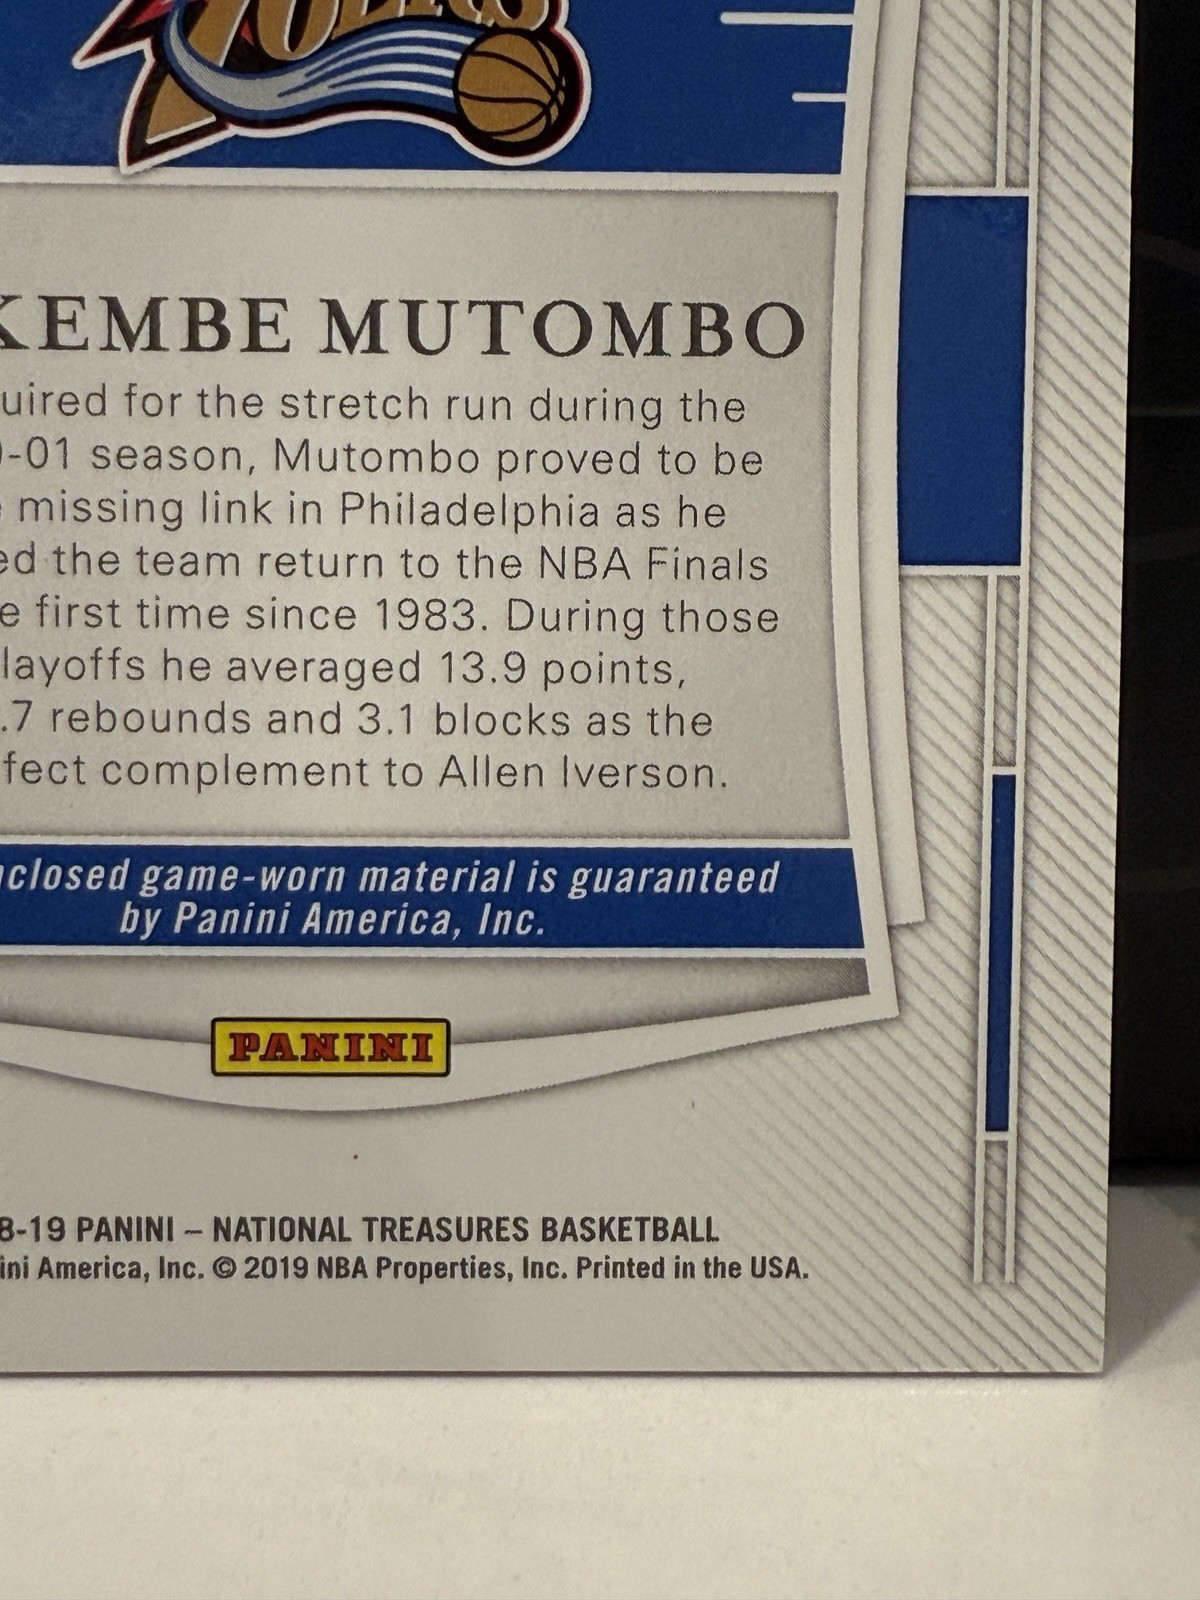 76ERS
KEMBE MUTOMBO
uired for the stretch run during the
-01 season, Mutombo proved to be
missing link in Philadelphia as he
ed the team return to the NBA Finals
e first time since 1983. During those
layoffs he averaged 13.9 points,
.7 rebounds and 3.1 blocks as the
fect complement to Allen Iverson.
closed game-worn material is guaranteed
by Panini America, Inc.
PANINI
8-19 PANINI – NATIONAL TREASURES BASKETBALL
ini America, Inc. © 2019 NBA Properties, Inc. Printed in the USA.